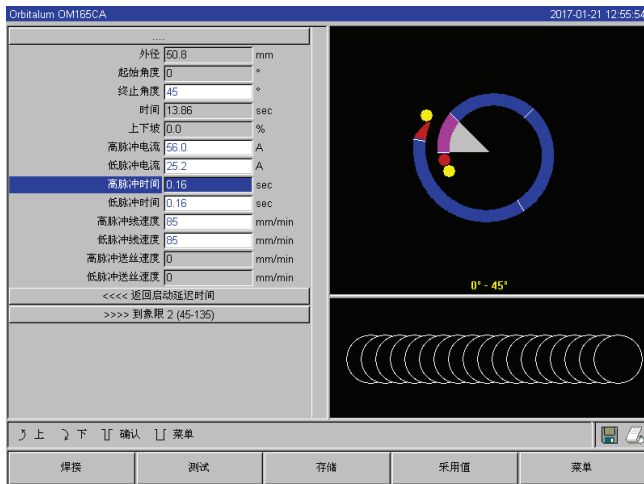 Orbitalum OM165CA 2017-01-21 12:55:54
....
外径 50.8 mm
起始角度 0 °
终止角度 45 °
时间 13.86 sec
上下坡 0.0 %
高脉冲电流 56.0 A
低脉冲电流 25.2 A
高脉冲时间 0.16 sec
低脉冲时间 0.16 sec
高脉冲线速度 85 mm/min
低脉冲线速度 85 mm/min
高脉冲送丝速度 0 mm/min
低脉冲送丝速度 0 mm/min
<<<< 返回启动延迟时间
>>>> 到象限 2 (45-135)
0° - 45°
上 下 确认 菜单
焊接 测试 存储 采用值 菜单